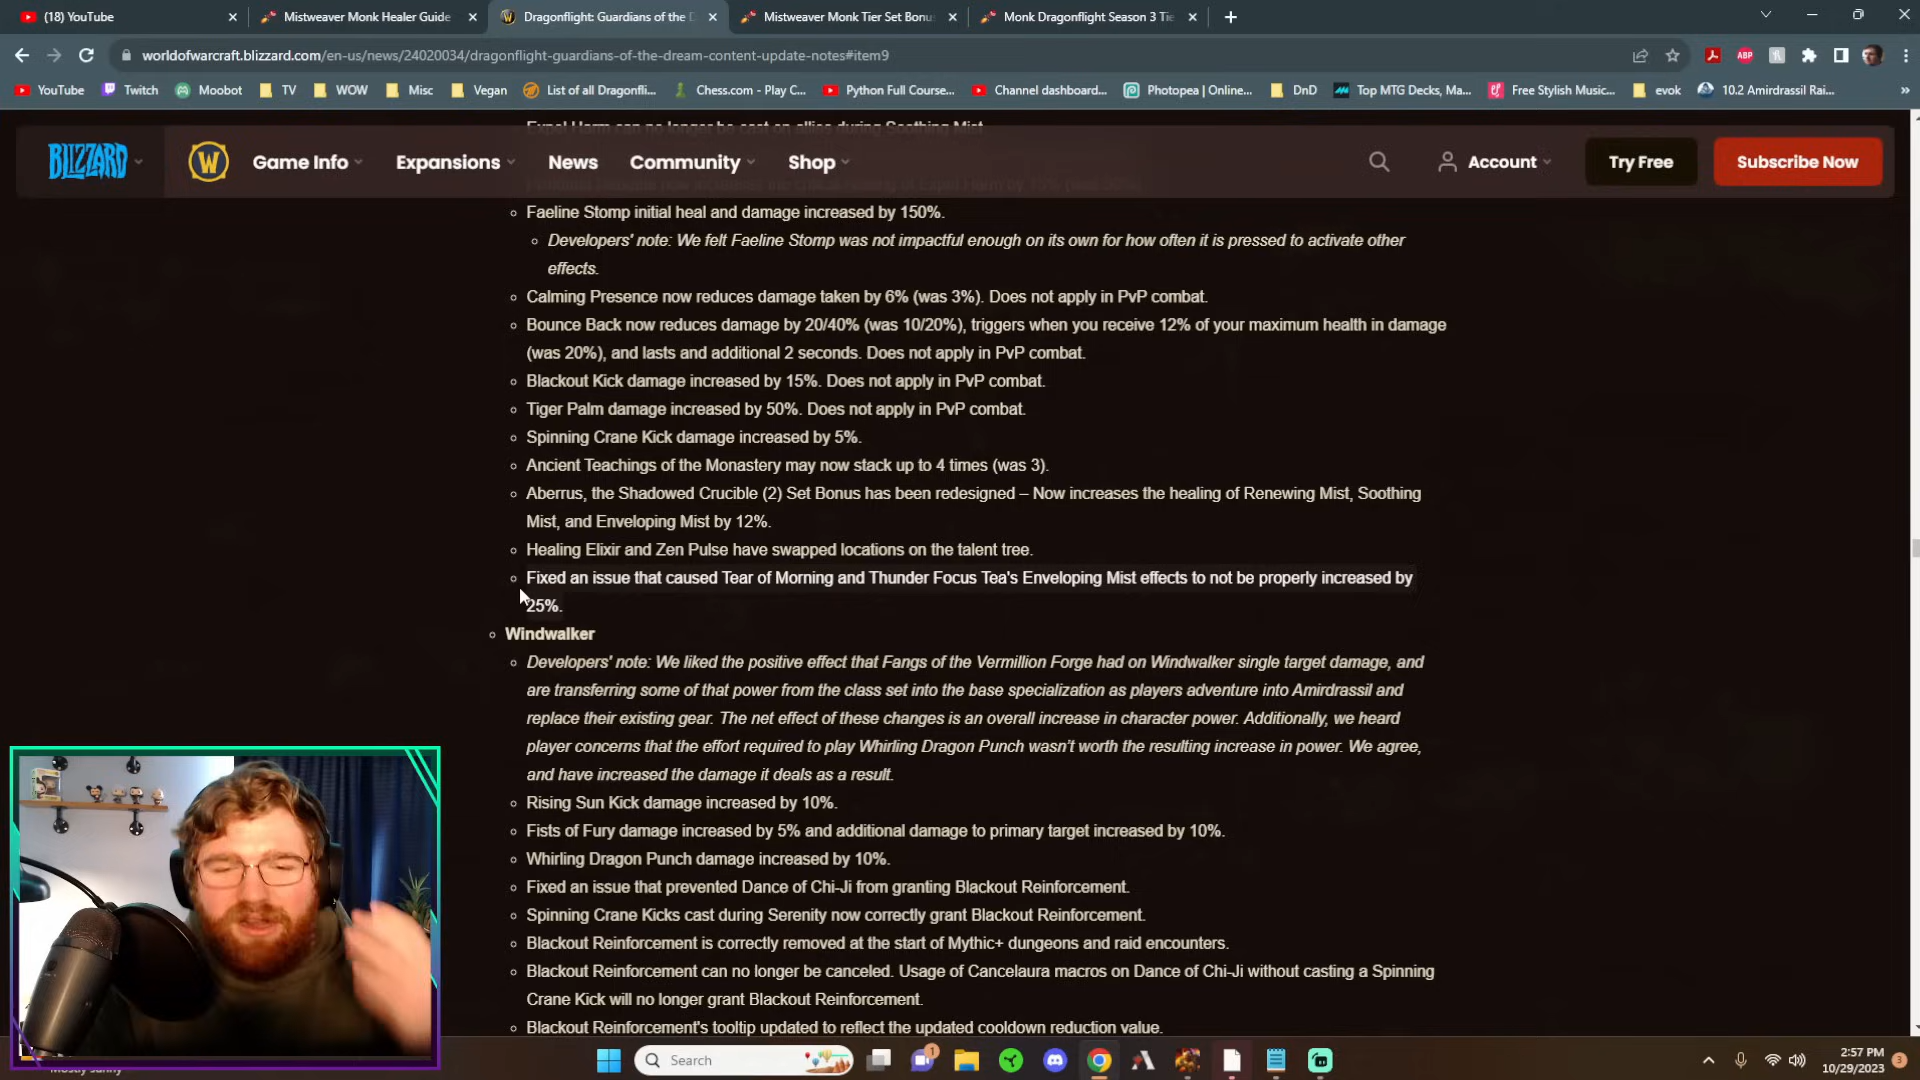 (18) YouTube
Mistweaver Monk Healer Guide
Dragonflight: Guardians of the D
Mistweaver Monk Tier Set Bonus
Monk Dragonflight Season 3 Tie
worldofwarcraft.blizzard.com/en-us/news/24020034/dragonflight-guardians-of-the-dream-content-update-notes#item9
ABP
YouTube
Twitch
Moobot
TV
WOW
Misc
Vegan
List of all Dragonfli...
Chess.com - Play C...
Python Full Course...
Channel dashboard...
Photopea | Online...
DnD
Top MTG Decks, Ma...
Free Stylish Music...
evok
10.2 Amirdrassil Rai...
Expel Harm can no longer be cast on allies during Soothing Mist.
BLIZZARD
W
Game Info
Expansions
News
Community
Shop
Account
Try Free
Subscribe Now
Faeline Stomp initial heal and damage increased by 150%.
Developers' note: We felt Faeline Stomp was not impactful enough on its own for how often it is pressed to activate other
effects.
Calming Presence now reduces damage taken by 6% (was 3%). Does not apply in PvP combat.
Bounce Back now reduces damage by 20/40% (was 10/20%), triggers when you receive 12% of your maximum health in damage
(was 20%), and lasts and additional 2 seconds. Does not apply in PvP combat.
Blackout Kick damage increased by 15%. Does not apply in PvP combat.
Tiger Palm damage increased by 50%. Does not apply in PvP combat.
Spinning Crane Kick damage increased by 5%.
Ancient Teachings of the Monastery may now stack up to 4 times (was 3).
Aberrus, the Shadowed Crucible (2) Set Bonus has been redesigned – Now increases the healing of Renewing Mist, Soothing
Mist, and Enveloping Mist by 12%.
Healing Elixir and Zen Pulse have swapped locations on the talent tree.
Fixed an issue that caused Tear of Morning and Thunder Focus Tea's Enveloping Mist effects to not be properly increased by
25%.
Windwalker
Developers' note: We liked the positive effect that Fangs of the Vermillion Forge had on Windwalker single target damage, and
are transferring some of that power from the class set into the base specialization as players adventure into Amirdrassil and
replace their existing gear. The net effect of these changes is an overall increase in character power. Additionally, we heard
player concerns that the effort required to play Whirling Dragon Punch wasn't worth the resulting increase in power. We agree,
and have increased the damage it deals as a result.
Rising Sun Kick damage increased by 10%.
Fists of Fury damage increased by 5% and additional damage to primary target increased by 10%.
Whirling Dragon Punch damage increased by 10%.
Fixed an issue that prevented Dance of Chi-Ji from granting Blackout Reinforcement.
Spinning Crane Kicks cast during Serenity now correctly grant Blackout Reinforcement.
Blackout Reinforcement is correctly removed at the start of Mythic+ dungeons and raid encounters.
Blackout Reinforcement can no longer be canceled. Usage of Cancelaura macros on Dance of Chi-Ji without casting a Spinning
Crane Kick will no longer grant Blackout Reinforcement.
Blackout Reinforcement's tooltip updated to reflect the updated cooldown reduction value.
Mostly sunny
Search
1
2:57 PM
10/29/2023
3